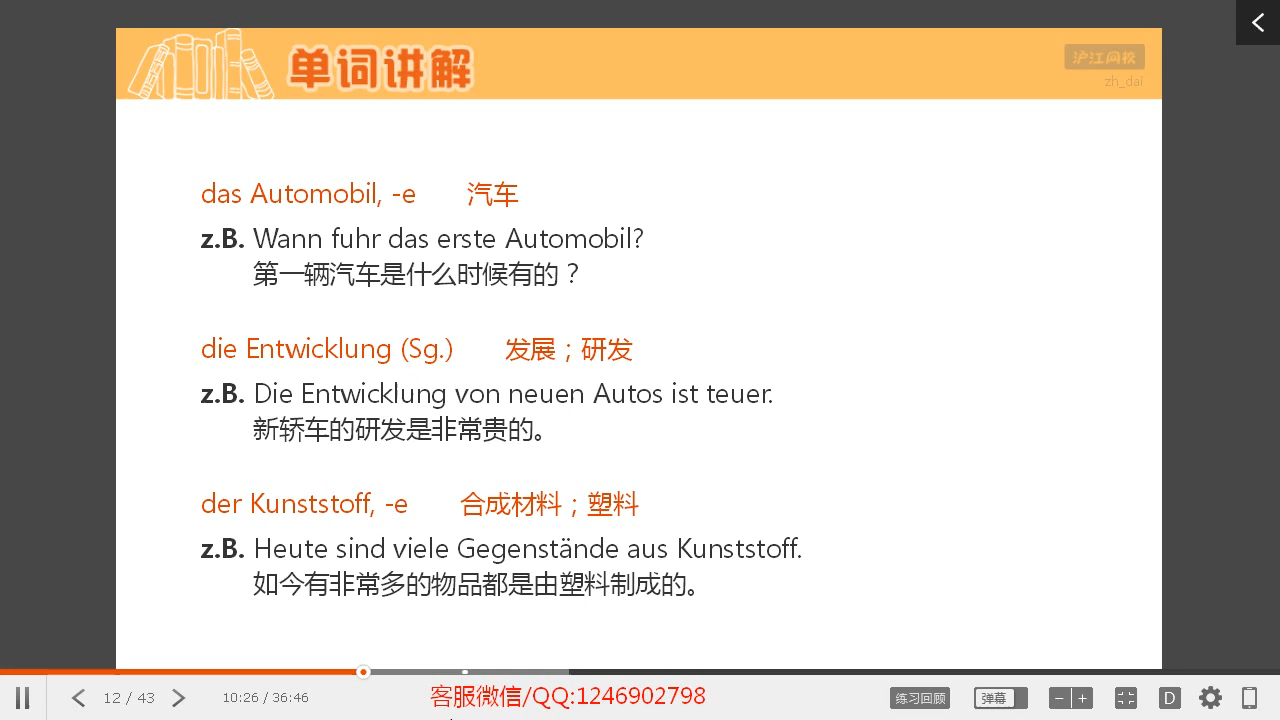 单词讲解
沪江网校
zh_dai
das Automobil, -e 汽车
z.B. Wann fuhr das erste Automobil?
第一辆汽车是什么时候有的？
die Entwicklung (Sg.) 发展；研发
z.B. Die Entwicklung von neuen Autos ist teuer.
新轿车的研发是非常贵的。
der Kunststoff, -e 合成材料；塑料
z.B. Heute sind viele Gegenstände aus Kunststoff.
如今有非常多的物品都是由塑料制成的。
12 / 43 10:26 / 36:46 客服微信/QQ:1246902798 练习回顾 弹幕 D